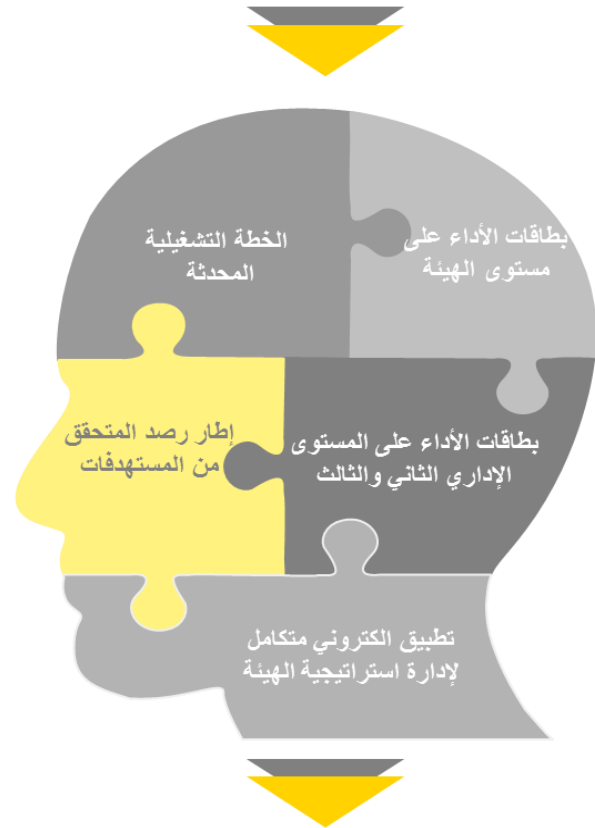 بطاقات الأداء على
مستوى الهيئة
الخطة التشغيلية
المحدثة
بطاقات الأداء على المستوى
الإداري الثاني والثالث
إطار رصد المتحقق
من المستهدفات
تطبيق الكتروني متكامل
لإدارة استراتيجية الهيئة